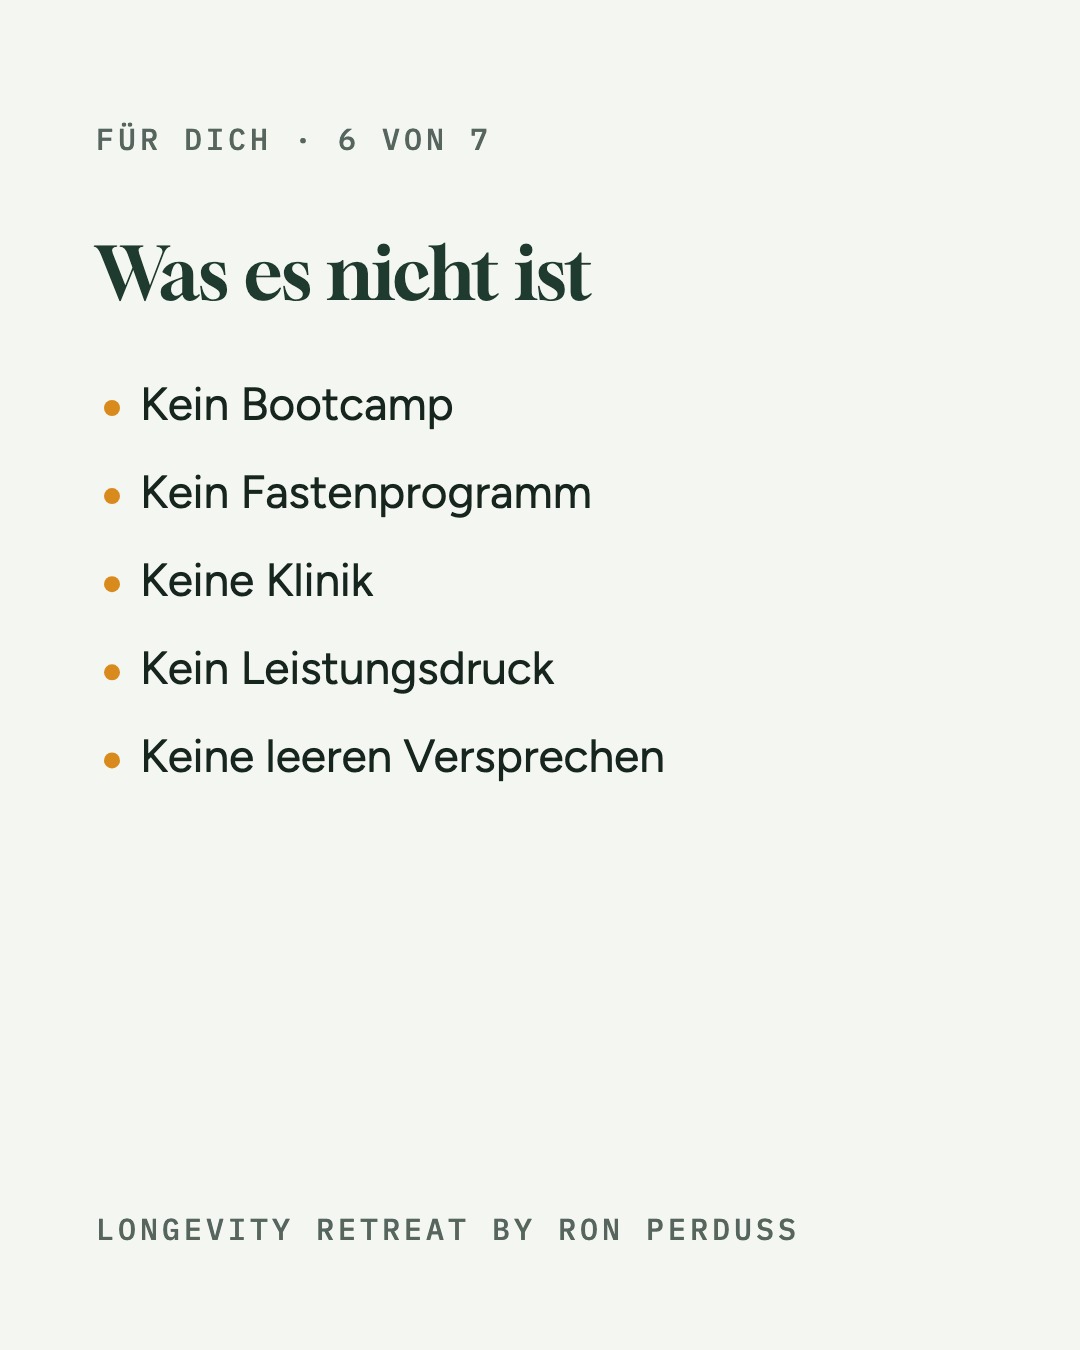 FÜR DICH · 6 VON 7
Was es nicht ist
• Kein Bootcamp
• Kein Fastenprogramm
• Keine Klinik
• Kein Leistungsdruck
• Keine leeren Versprechen
LONGEVITY RETREAT BY RON PERDUSS